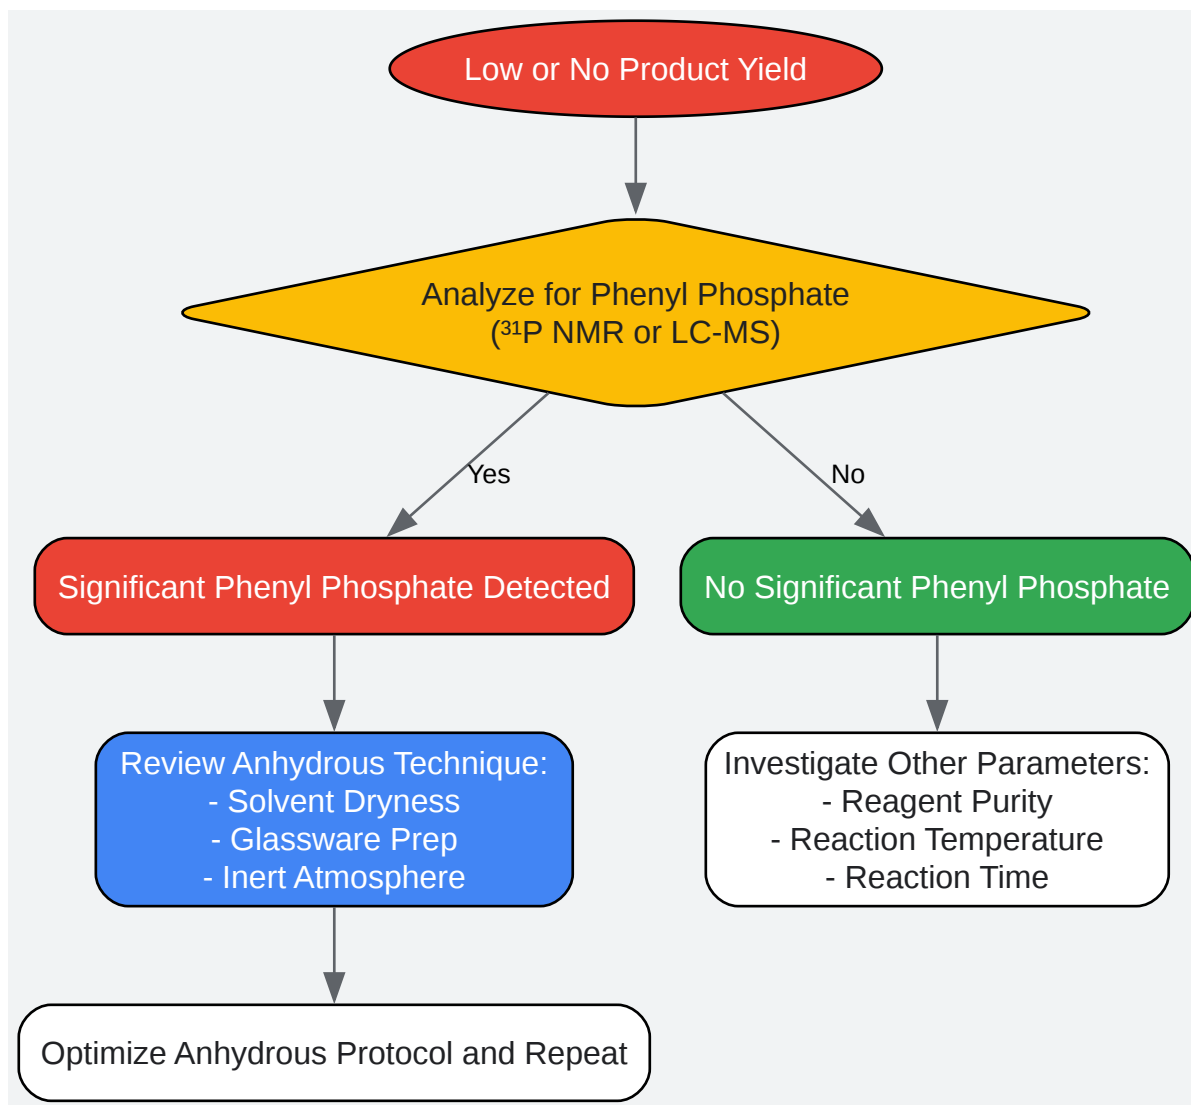 Low or No Product Yield
Analyze for Phenyl Phosphate
(³¹P NMR or LC-MS)
Yes
No
Significant Phenyl Phosphate Detected
No Significant Phenyl Phosphate
Review Anhydrous Technique:
- Solvent Dryness
- Glassware Prep
- Inert Atmosphere
Investigate Other Parameters:
- Reagent Purity
- Reaction Temperature
- Reaction Time
Optimize Anhydrous Protocol and Repeat